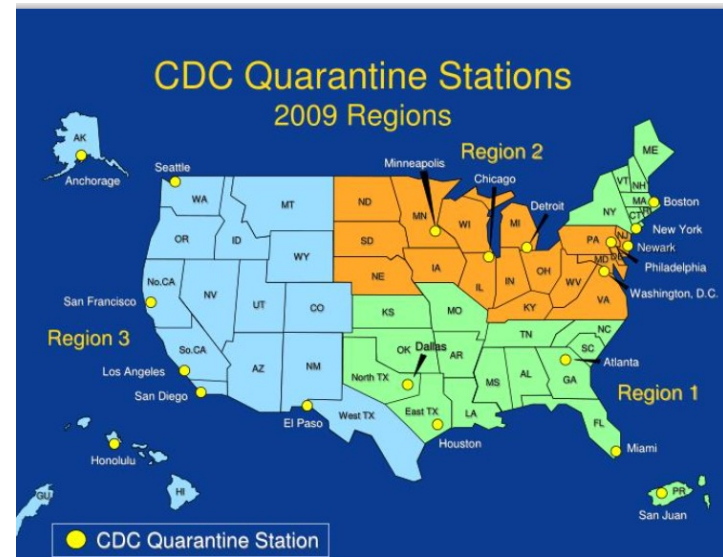 CDC Quarantine Stations
2009 Regions
AK
Anchorage
Seattle
Minneapolis
Region 2
Chicago
Detroit
ME
VT
NH
MA
Boston
NY
CT
RI
New York
WA
MT
ND
MN
WI
MI
OR
ID
WY
SD
IA
PA
NJ
Newark
DE
MD
Philadelphia
Washington, D.C.
No.CA
NV
UT
CO
NE
IL
IN
OH
WV
VA
KY
San Francisco
Region 3
So.CA
AZ
NM
KS
MO
TN
NC
SC
Los Angeles
San Diego
El Paso
OK
Dallas
AR
North TX
West TX
East TX
LA
MS
AL
GA
Atlanta
Region 1
FL
Houston
Miami
Honolulu
HI
GU
PR
San Juan
CDC Quarantine Station